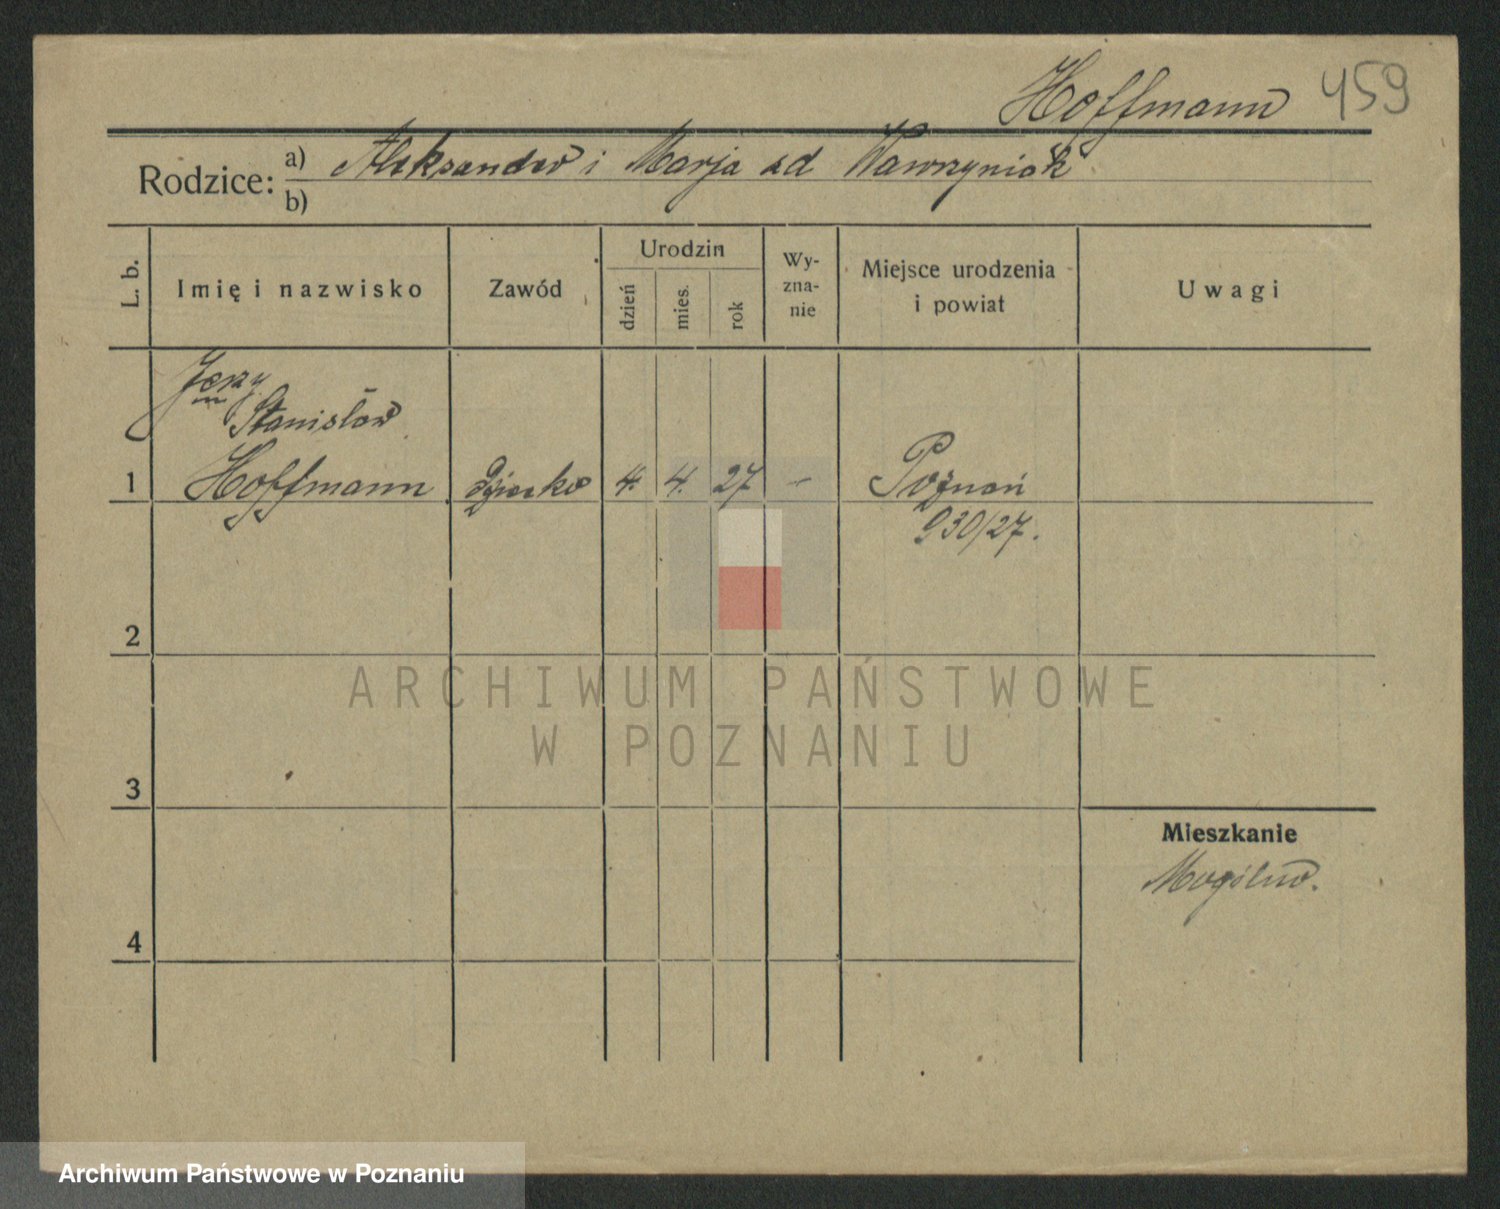 Hoffmann 459
Rodzice: a) Aleksander i Marja zd Wawrzyniak
b)
L. b.
Imię i nazwisko
Zawód
Urodzin
dzień
mies.
rok
Wy-
zna-
nie
Miejsce urodzenia
i powiat
Uwagi
Jerzy
Stanisław
1 Hoffmann dziecko 4. 4. 27 – Poznań
930/27.
2
3
Mieszkanie
Mogilno.
4
ARCHIWUM PAŃSTWOWE
W POZNANIU
Archiwum Państwowe w Poznaniu